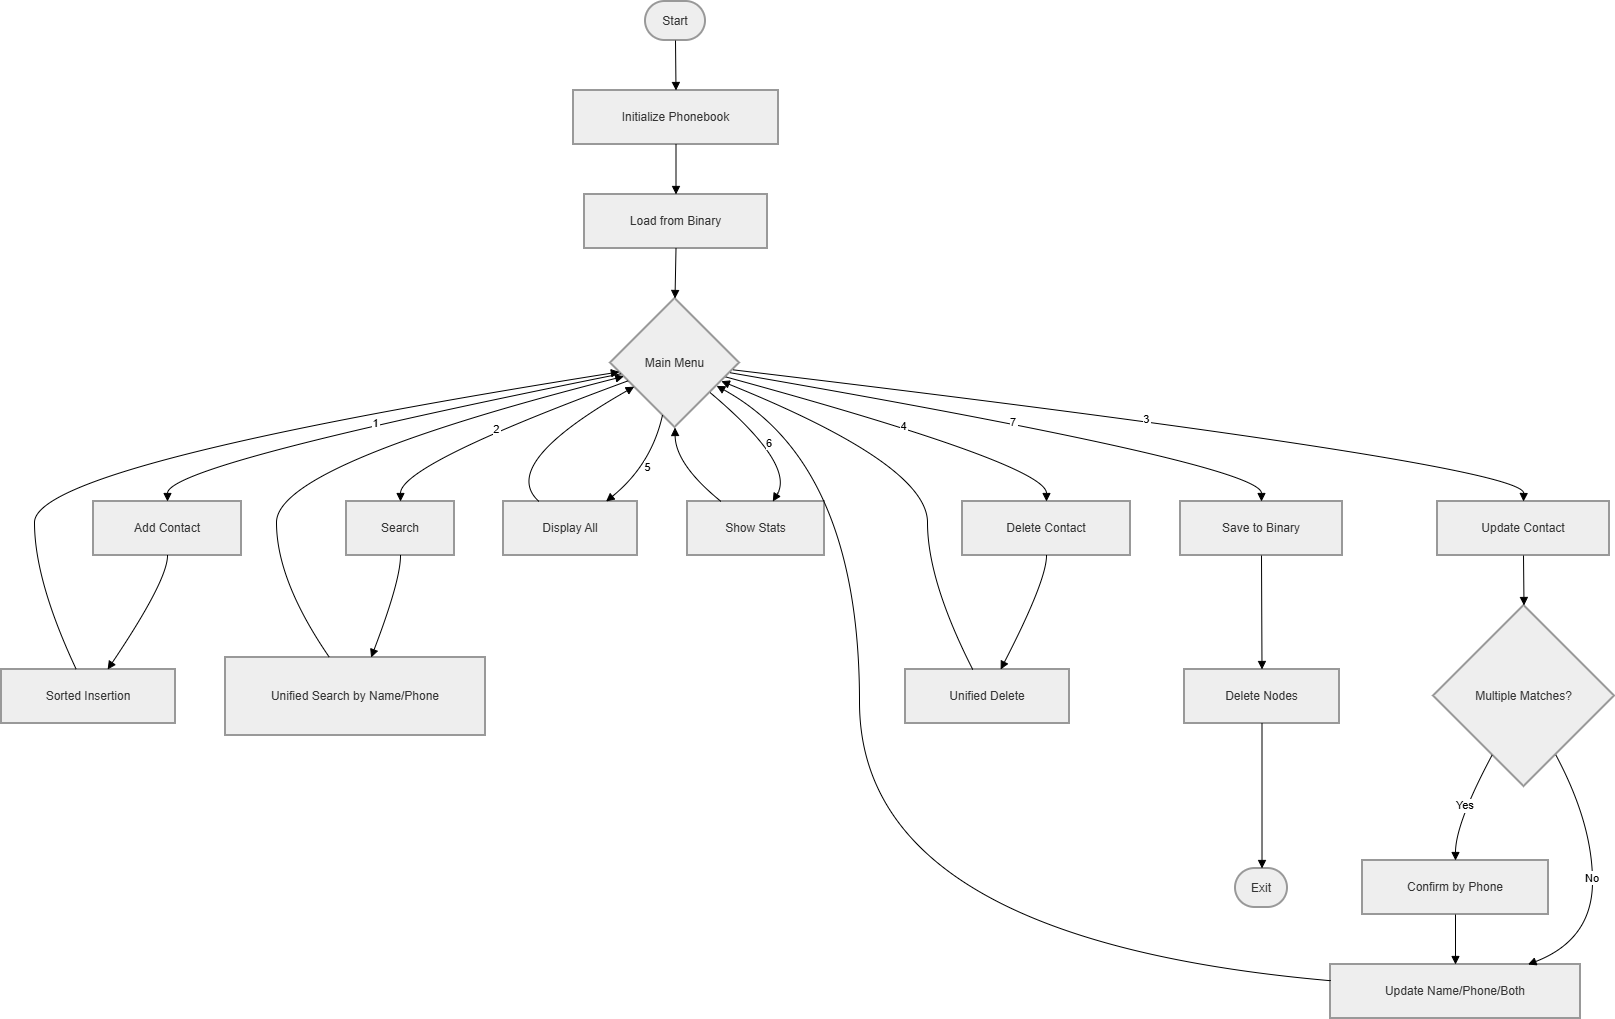 Start
Initialize Phonebook
Load from Binary
Main Menu
1
2
5
6
4
7
3
Add Contact
Search
Display All
Show Stats
Delete Contact
Save to Binary
Update Contact
Sorted Insertion
Unified Search by Name/Phone
Unified Delete
Delete Nodes
Multiple Matches?
Yes
No
Confirm by Phone
Exit
Update Name/Phone/Both